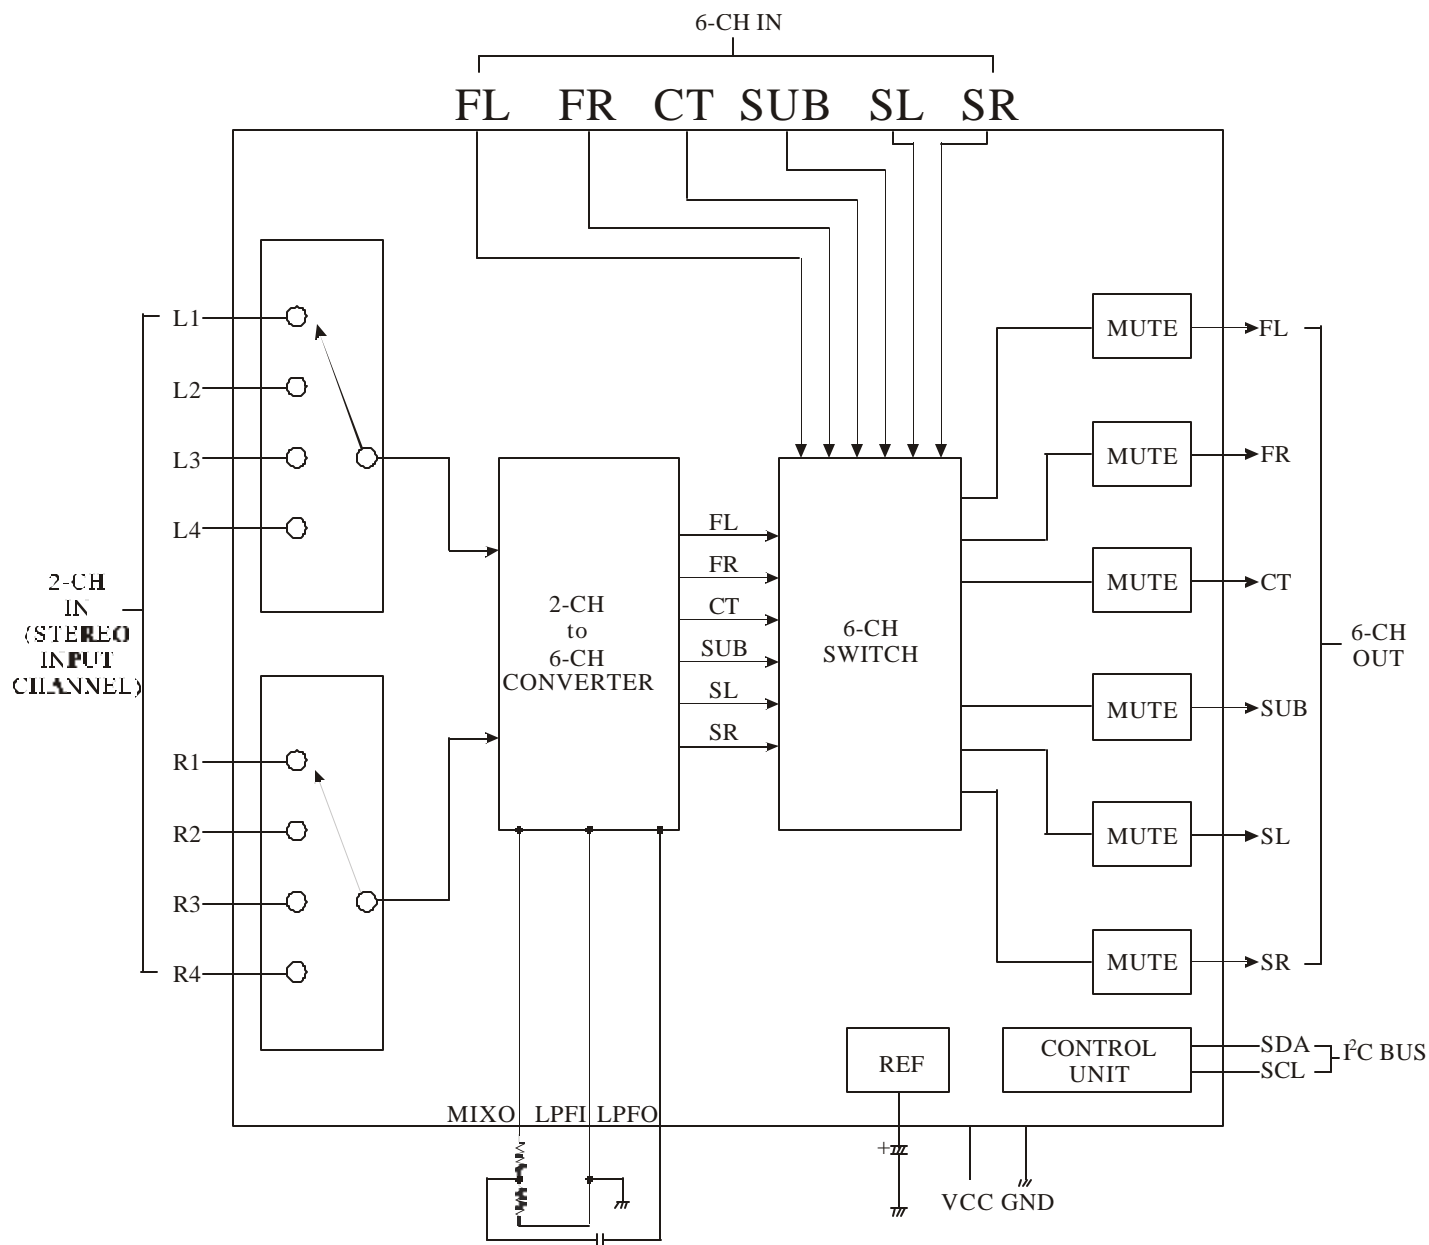 6-CH IN
FL FR CT SUB SL SR
L1
L2
L3
L4
2-CH
IN
(STEREO
INPUT
CHANNEL)
R1
R2
R3
R4
2-CH
to
6-CH
CONVERTER
FL
FR
CT
SUB
SL
SR
6-CH
SWITCH
MUTE
FL
MUTE
FR
MUTE
CT
MUTE
SUB
MUTE
SL
MUTE
SR
6-CH
OUT
REF
CONTROL
UNIT
SDA
SCL
I²C BUS
MIXO LPFI LPFO
+
VCC GND